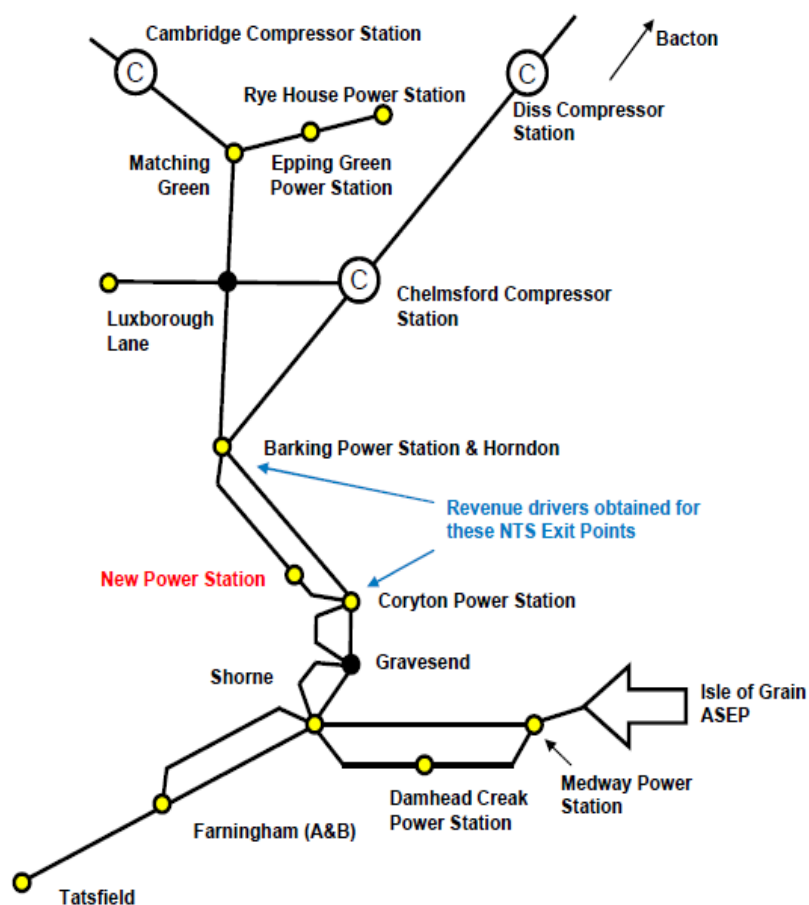 Cambridge Compressor Station
C
C
Bacton
Rye House Power Station
Diss Compressor
Station
Matching
Green
Epping Green
Power Station
C
Chelmsford Compressor
Station
Luxborough
Lane
Barking Power Station & Horndon
Revenue drivers obtained for
these NTS Exit Points
New Power Station
Coryton Power Station
Gravesend
Shorne
Isle of Grain
ASEP
Medway Power
Station
Damhead Creak
Power Station
Farningham (A&B)
Tatsfield